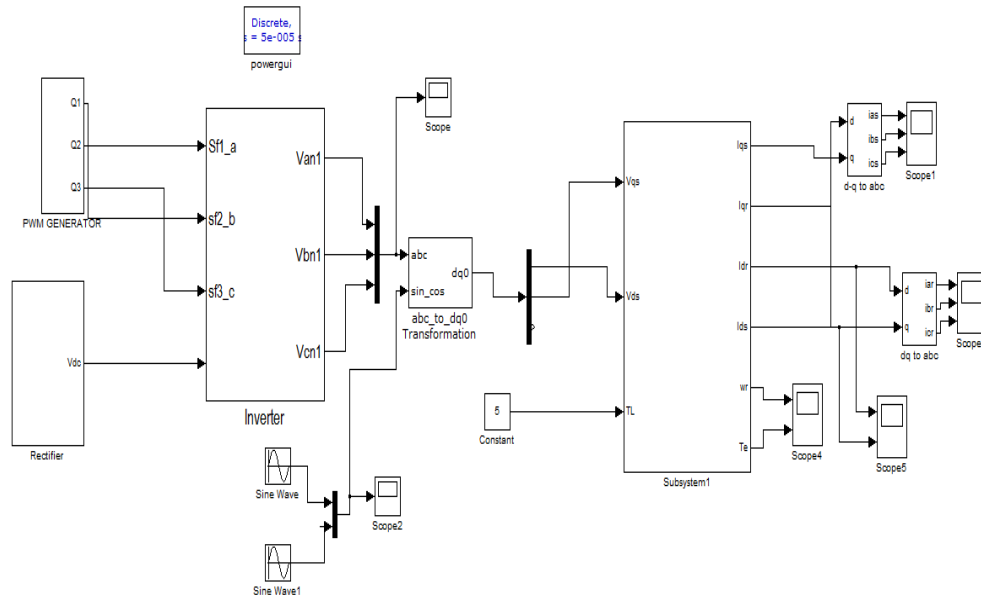 Discrete,
s = 5e-005 s
powergui
Q1
Q2
Q3
PWM GENERATOR
Vdc
Rectifier
Sf1_a
sf2_b
sf3_c
Van1
Vbn1
Vcn1
Inverter
Scope
abc
sin_cos
dq0
abc_to_dq0
Transformation
Sine Wave
Sine Wave1
Scope2
5
Constant
Vqs
Vds
TL
Iqs
Iqr
Idr
Ids
wr
Te
Subsystem1
d
q
ias
ibs
ics
d-q to abc
Scope1
d
q
iar
ibr
icr
dq to abc
Scope
Scope4
Scope5